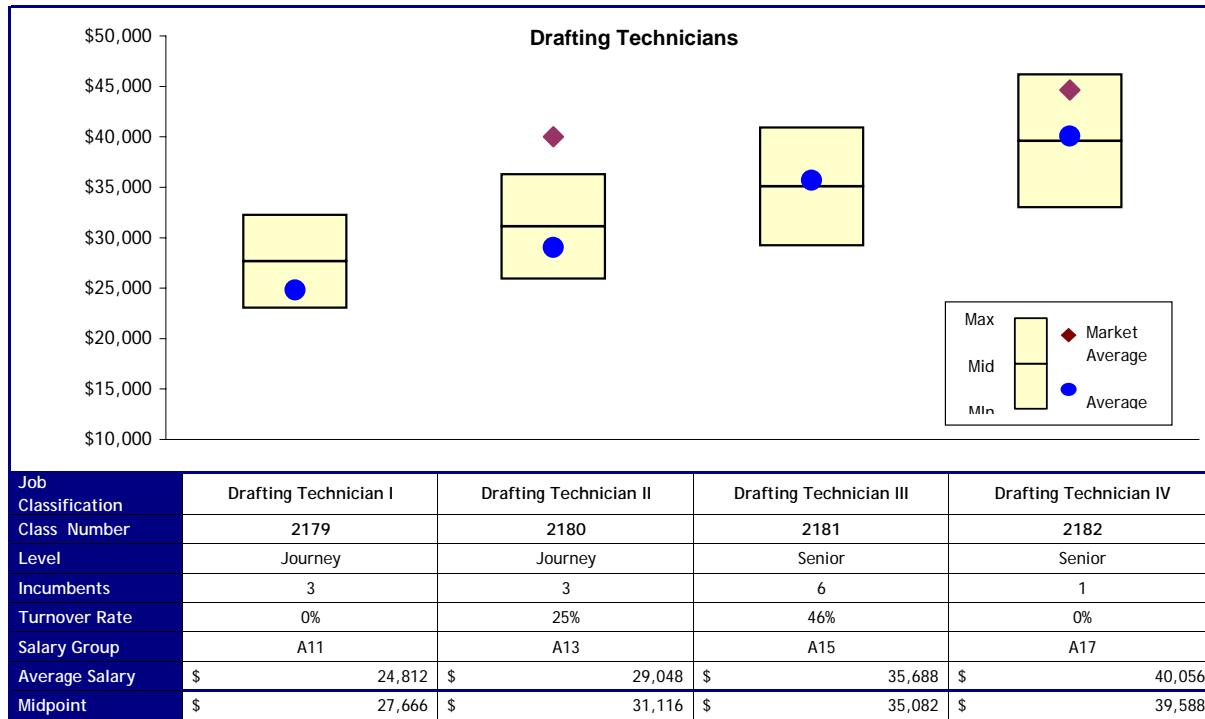 Drafting Technicians
$50,000
$45,000
$40,000
$35,000
$30,000
$25,000
$20,000
$15,000
$10,000
Max
Mid
MIn
Market
Average
Average
Job
Classification Drafting Technician I Drafting Technician II Drafting Technician III Drafting Technician IV
Class Number 2179 2180 2181 2182
Level Journey Journey Senior Senior
Incumbents 3 3 6 1
Turnover Rate 0% 25% 46% 0%
Salary Group A11 A13 A15 A17
Average Salary $ 24,812 $ 29,048 $ 35,688 $ 40,056
Midpoint $ 27,666 $ 31,116 $ 35,082 $ 39,588